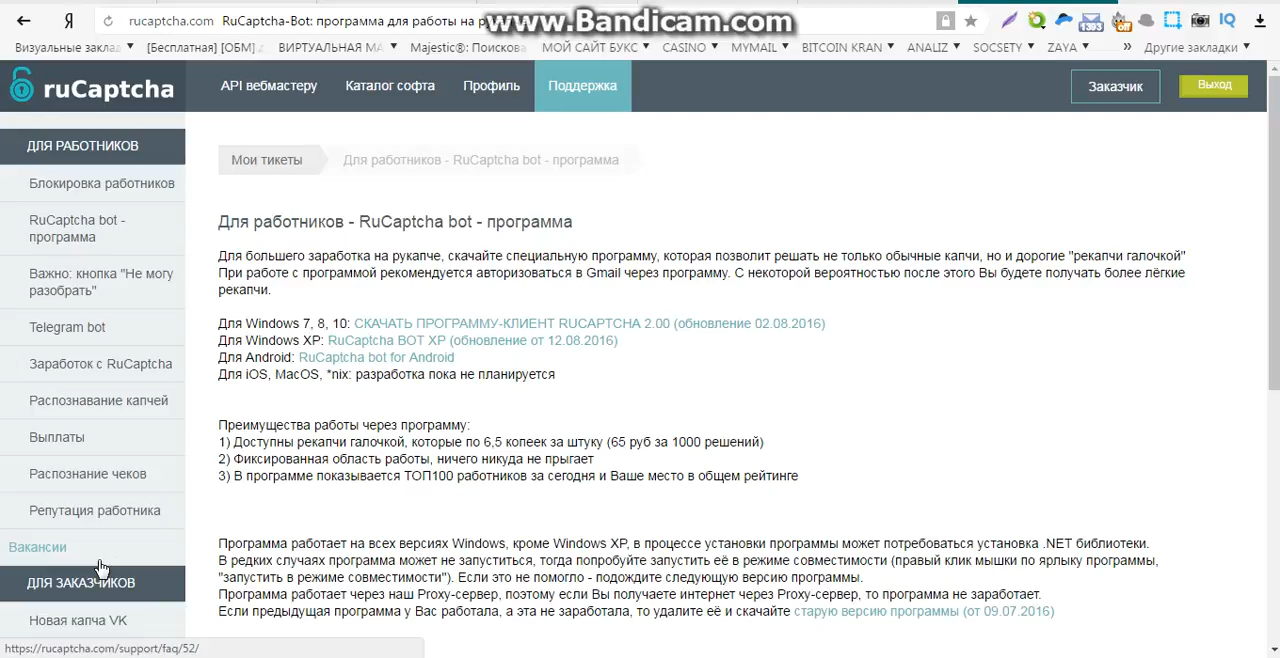 rucaptcha.com RuCaptcha-Bot: программа для работы на р
www.Bandicam.com
1393
off
IQ
Визуальные заклад
[Бесплатная] [ОБМ]
ВИРТУАЛЬНАЯ МА
Majestic®: Поискова
МОЙ САЙТ БУКС
CASINO
MYMAIL
BITCOIN KRAN
ANALIZ
SOCSETY
ZAYA
»
Другие закладки
ruCaptcha
API вебмастеру
Каталог софта
Профиль
Поддержка
Заказчик
Выход
ДЛЯ РАБОТНИКОВ
Блокировка работников
RuCaptcha bot -
программа
Важно: кнопка "Не могу
разобрать"
Telegram bot
Заработок с RuCaptcha
Распознавание капчей
Выплаты
Распознание чеков
Репутация работника
Вакансии
ДЛЯ ЗАКАЗЧИКОВ
Новая капча VK
Мои тикеты
Для работников - RuCaptcha bot - программа
Для работников - RuCaptcha bot - программа
Для большего заработка на рукапче, скачайте специальную программу, которая позволит решать не только обычные капчи, но и дорогие "рекапчи галочкой"
При работе с программой рекомендуется авторизоваться в Gmail через программу. С некоторой вероятностью после этого Вы будете получать более лёгкие
рекапчи.
Для Windows 7, 8, 10: СКАЧАТЬ ПРОГРАММУ-КЛИЕНТ RUCAPTCHA 2.00 (обновление 02.08.2016)
Для Windows XP: RuCaptcha BOT XP (обновление от 12.08.2016)
Для Android: RuCaptcha bot for Android
Для iOS, MacOS, *nix: разработка пока не планируется
Преимущества работы через программу:
1) Доступны рекапчи галочкой, которые по 6,5 копеек за штуку (65 руб за 1000 решений)
2) Фиксированная область работы, ничего никуда не прыгает
3) В программе показывается ТОП100 работников за сегодня и Ваше место в общем рейтинге
Программа работает на всех версиях Windows, кроме Windows XP, в процессе установки программы может потребоваться установка .NET библиотеки.
В редких случаях программа может не запуститься, тогда попробуйте запустить её в режиме совместимости (правый клик мышки по ярлыку программы,
"запустить в режиме совместимости"). Если это не помогло - подождите следующую версию программы.
Программа работает через наш Proxy-сервер, поэтому если Вы получаете интернет через Proxy-сервер, то программа не заработает.
Если предыдущая программа у Вас работала, а эта не заработала, то удалите её и скачайте старую версию программы (от 09.07.2016)
https://rucaptcha.com/support/faq/52/